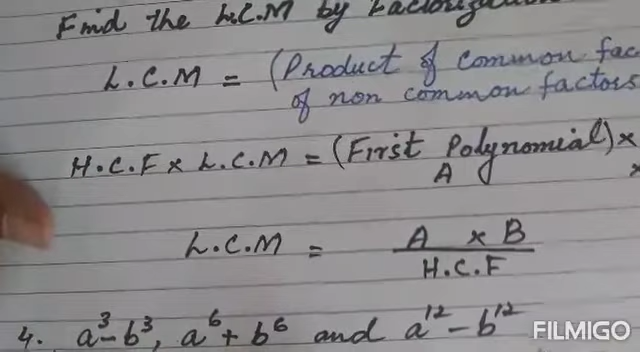 Find the L.C.M by
L.C.M = (Product of Common
of non common factors
H.C.F x L.C.M = (First Polynomial) x
A x
L.C.M = A x B
H.C.F
4. a³-b³, a⁶+b⁶ and a¹²-b¹²
FILMIGO